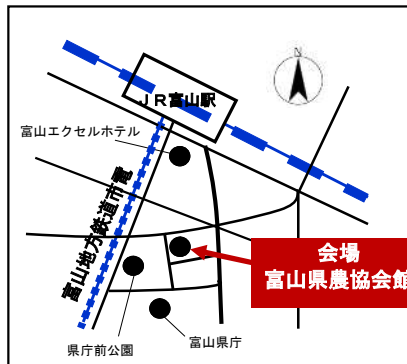 N
ＪＲ富山駅
富山エクセルホテル
富山地方鉄道市電
会場
富山県農協会館
県庁前公園
富山県庁